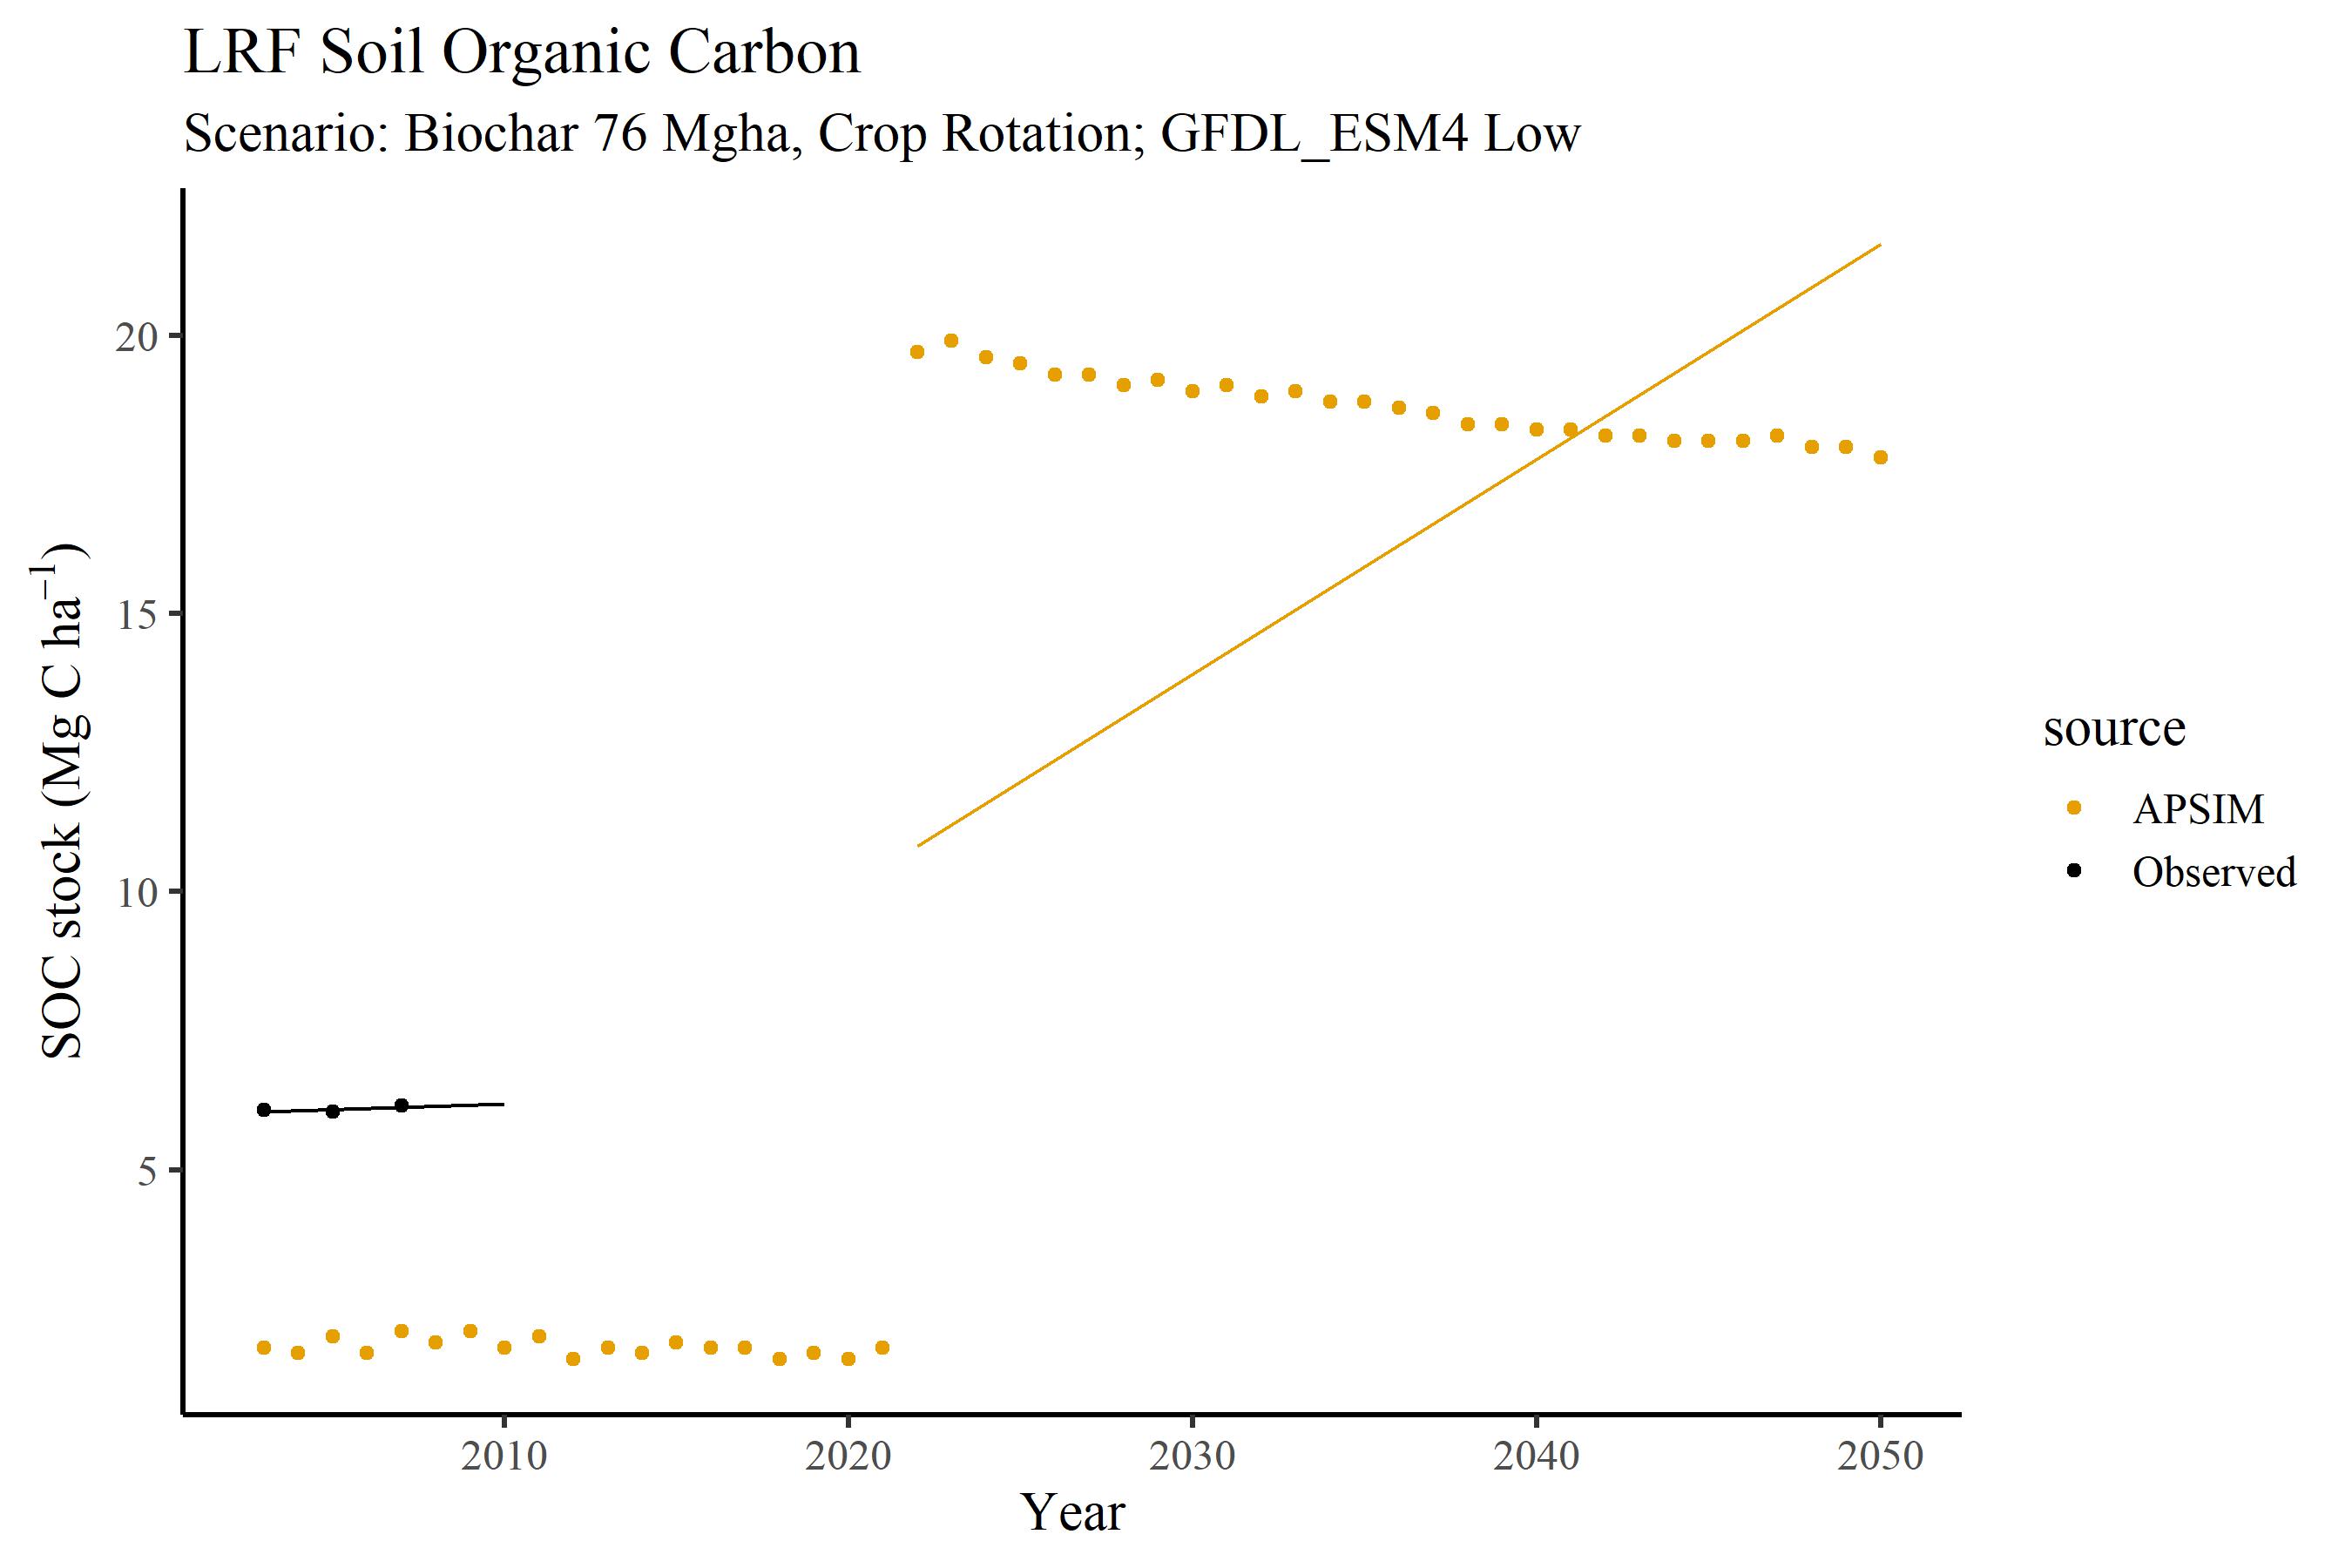 LRF Soil Organic Carbon
Scenario: Biochar 76 Mgha, Crop Rotation; GFDL_ESM4 Low
SOC stock (Mg C ha⁻¹)
20
15
10
5
2010 2020 2030 2040 2050
Year
source
APSIM
Observed